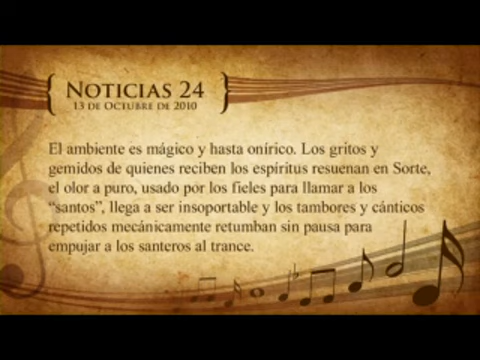 NOTICIAS 24
13 DE OCTUBRE DE 2010
El ambiente es mágico y hasta onírico. Los gritos y
gemidos de quienes reciben los espíritus resuenan en Sorte,
el olor a puro, usado por los fieles para llamar a los
“santos”, llega a ser insoportable y los tambores y cánticos
repetidos mecánicamente retumban sin pausa para
empujar a los santeros al trance.